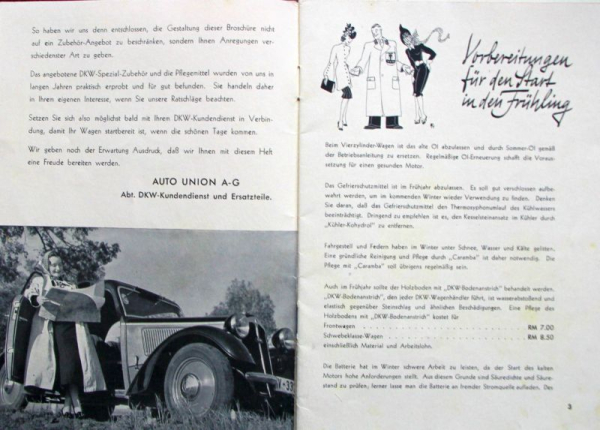 So haben wir uns denn entschlossen, die Gestaltung dieser Broschüre nicht
auf ein Zubehör-Angebot zu beschränken, sondern Ihnen Anregungen ver-
schiedenster Art zu geben.
Das angebotene DKW-Spezial-Zubehör und die Pflegemittel wurden von uns in
langen Jahren praktisch erprobt und für gut befunden. Sie handeln daher
in Ihrem eigenen Interesse, wenn Sie unsere Ratschläge beachten.
Setzen Sie sich also möglichst bald mit Ihren DKW-Kundendienst in Verbin-
dung, damit Ihr Wagen startbereit ist, wenn die schönen Tage kommen.
Wir geben noch der Erwartung Ausdruck, daß wir Ihnen mit diesem Heft
eine Freude bereiten werden.
AUTO UNION A-G
Abt. DKW-Kundendienst und Ersatzteile.
Vorbereitungen
für den Start
in den Frühling
Beim Vierzylinder-Wagen ist das alte Öl abzulassen und durch Sommer-Öl gemäß
der Betriebsanleitung zu ersetzen. Regelmäßige Öl-Erneuerung schafft die Voraus-
setzung für einen gesunden Motor.
Das Gefrierschutzmittel ist im Frühjahr abzulassen. Es soll gut verschlossen aufbe-
wahrt werden, um im kommenden Winter wieder Verwendung zu finden. Denken
Sie daran, daß das Gefrierschutzmittel den Thermosyphonumlauf des Kühlwassers
beeinträchtigt. Dringend zu empfehlen ist es, den Kesselsteinansatz im Kühler durch
„Kühler-Kohydrol" zu entfernen.
Fahrgestell und Federn haben im Winter unter Schnee, Wasser und Kälte gelitten.
Eine gründliche Reinigung und Pflege durch „Caramba" ist daher notwendig. Die
Pflege mit „Caramba" soll übrigens regelmäßig sein.
Auch im Frühjahr sollte der Holzboden mit „DKW-Bodenanstrich" behandelt werden.
„DKW-Bodenanstrich", den jeder DKW-Wagenhändler führt, ist wasserabstoßend und
elastisch gegenüber Steinschlag und ähnlichen Beschädigungen. Eine Pflege des
Holzbodens mit „DKW-Bodenanstrich" kostet für
Frontwagen . . . . . . . . . . RM 7.00
Schwebeklasse-Wagen . . . . . . . . . . RM 8.50
einschließlich Material und Arbeitslohn.
Die Batterie hat im Winter schwere Arbeit zu leisten, da der Start des kalten
Motors hohe Anforderungen stellt. Aus diesem Grunde sind Säuredichte und Säure-
stand zu prüfen, ferner lasse man die Batterie an fremder Stromquelle aufladen. Der
3